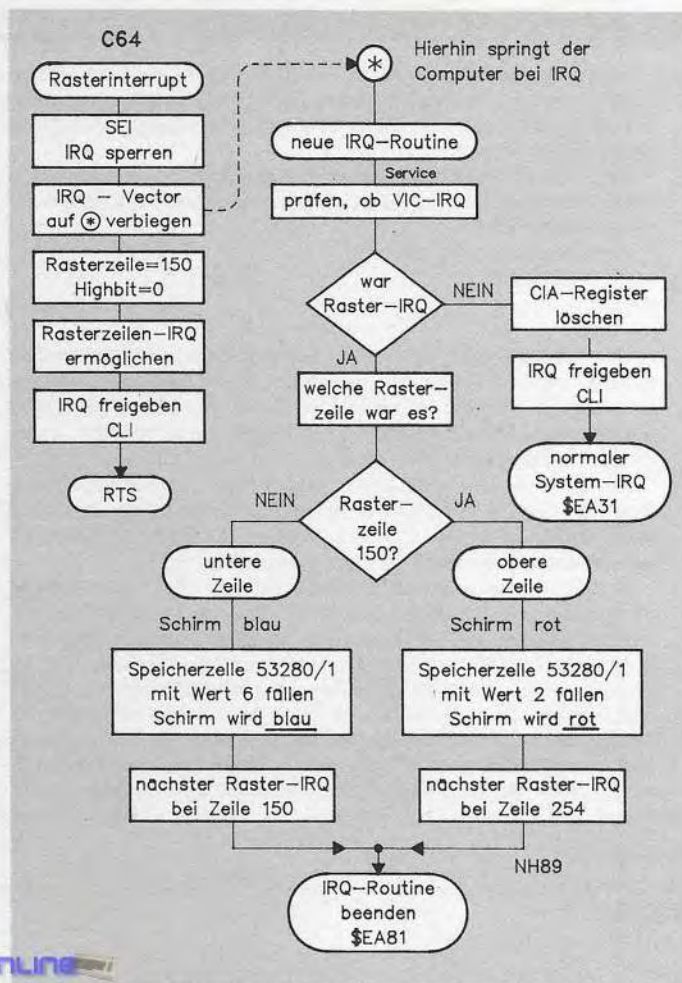 C64
Rasterinterrupt
SEI
IRQ sperren
IRQ – Vector
auf (*) verbiegen
Rasterzeile=150
Highbit=0
Rasterzeilen-IRQ
ermöglichen
IRQ freigeben
CLI
RTS
*
Hierhin springt der
Computer bei IRQ
neue IRQ-Routine
Service
präfen, ob VIC-IRQ
war
Raster-IRQ
NEIN
CIA-Register
löschen
IRQ freigeben
CLI
normaler
System-IRQ
$EA31
JA
welche Raster-
zeile war es?
Raster-
zeile
150?
NEIN
JA
untere
Zeile
Schirm blau
Speicherzelle 53280/1
mit Wert 6 fällen
Schirm wird blau
nächster Raster-IRQ
bei Zeile 150
obere
Zeile
Schirm rot
Speicherzelle 53280/1
mit Wert 2 füllen
Schirm wird rot
nächster Raster-IRQ
bei Zeile 254
NH89
IRQ-Routine
beenden
$EA81
NLINE